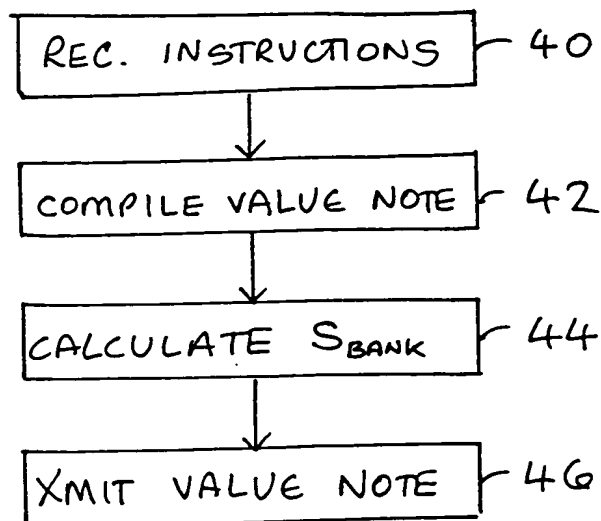 REC. INSTRUCTIONS 40
COMPILE VALUE NOTE 42
CALCULATE SBANK 44
XMIT VALUE NOTE 46